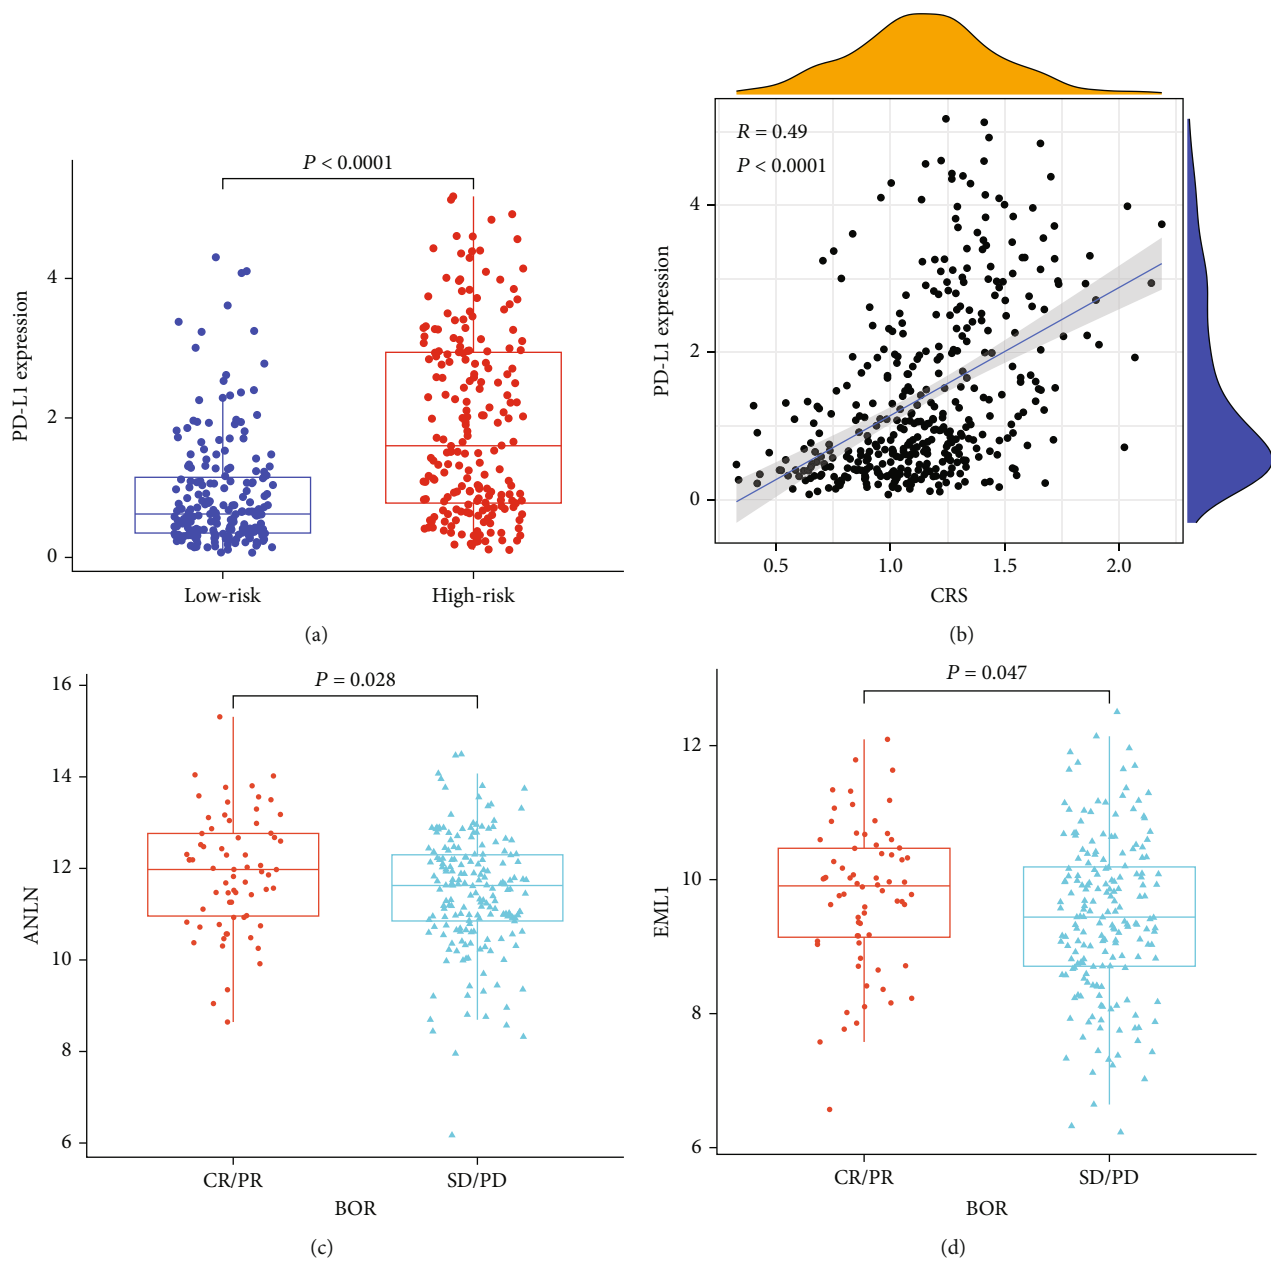 P < 0.0001
PD-L1 expression
4
2
0
Low-risk
High-risk
(a)
R = 0.49
P < 0.0001
PD-L1 expression
4
2
0
0.5
1.0
1.5
2.0
CRS
(b)
P = 0.028
ANLN
16
14
12
10
8
6
CR/PR
SD/PD
BOR
(c)
P = 0.047
EML1
12
10
8
6
CR/PR
SD/PD
BOR
(d)